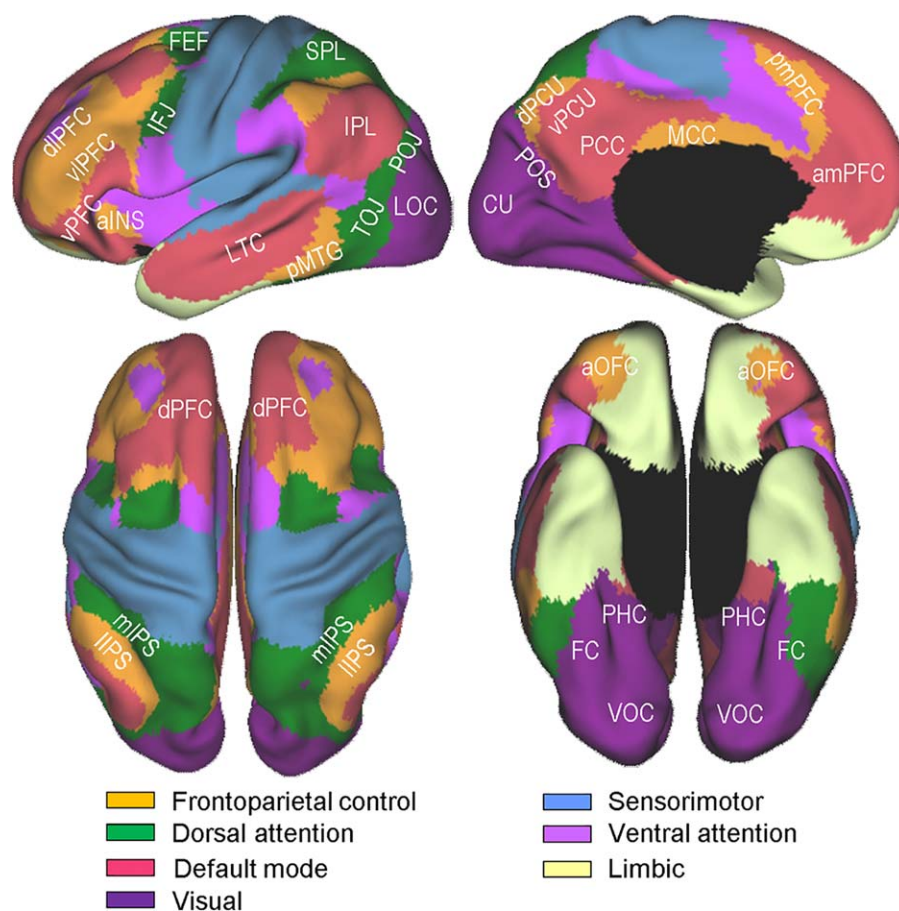 FEF
SPL
dlPFC
IFJ
vlPFC
IPL
POJ
vPFC
aINS
LTC
pMTG
TOJ
LOC
dPCU
vPCU
pmPFC
PCC
MCC
POS
CU
amPFC
dPFC
dPFC
mIPS
lIPS
mIPS
lIPS
aOFC
aOFC
PHC
PHC
FC
FC
VOC
VOC
Frontoparietal control
Dorsal attention
Default mode
Visual
Sensorimotor
Ventral attention
Limbic